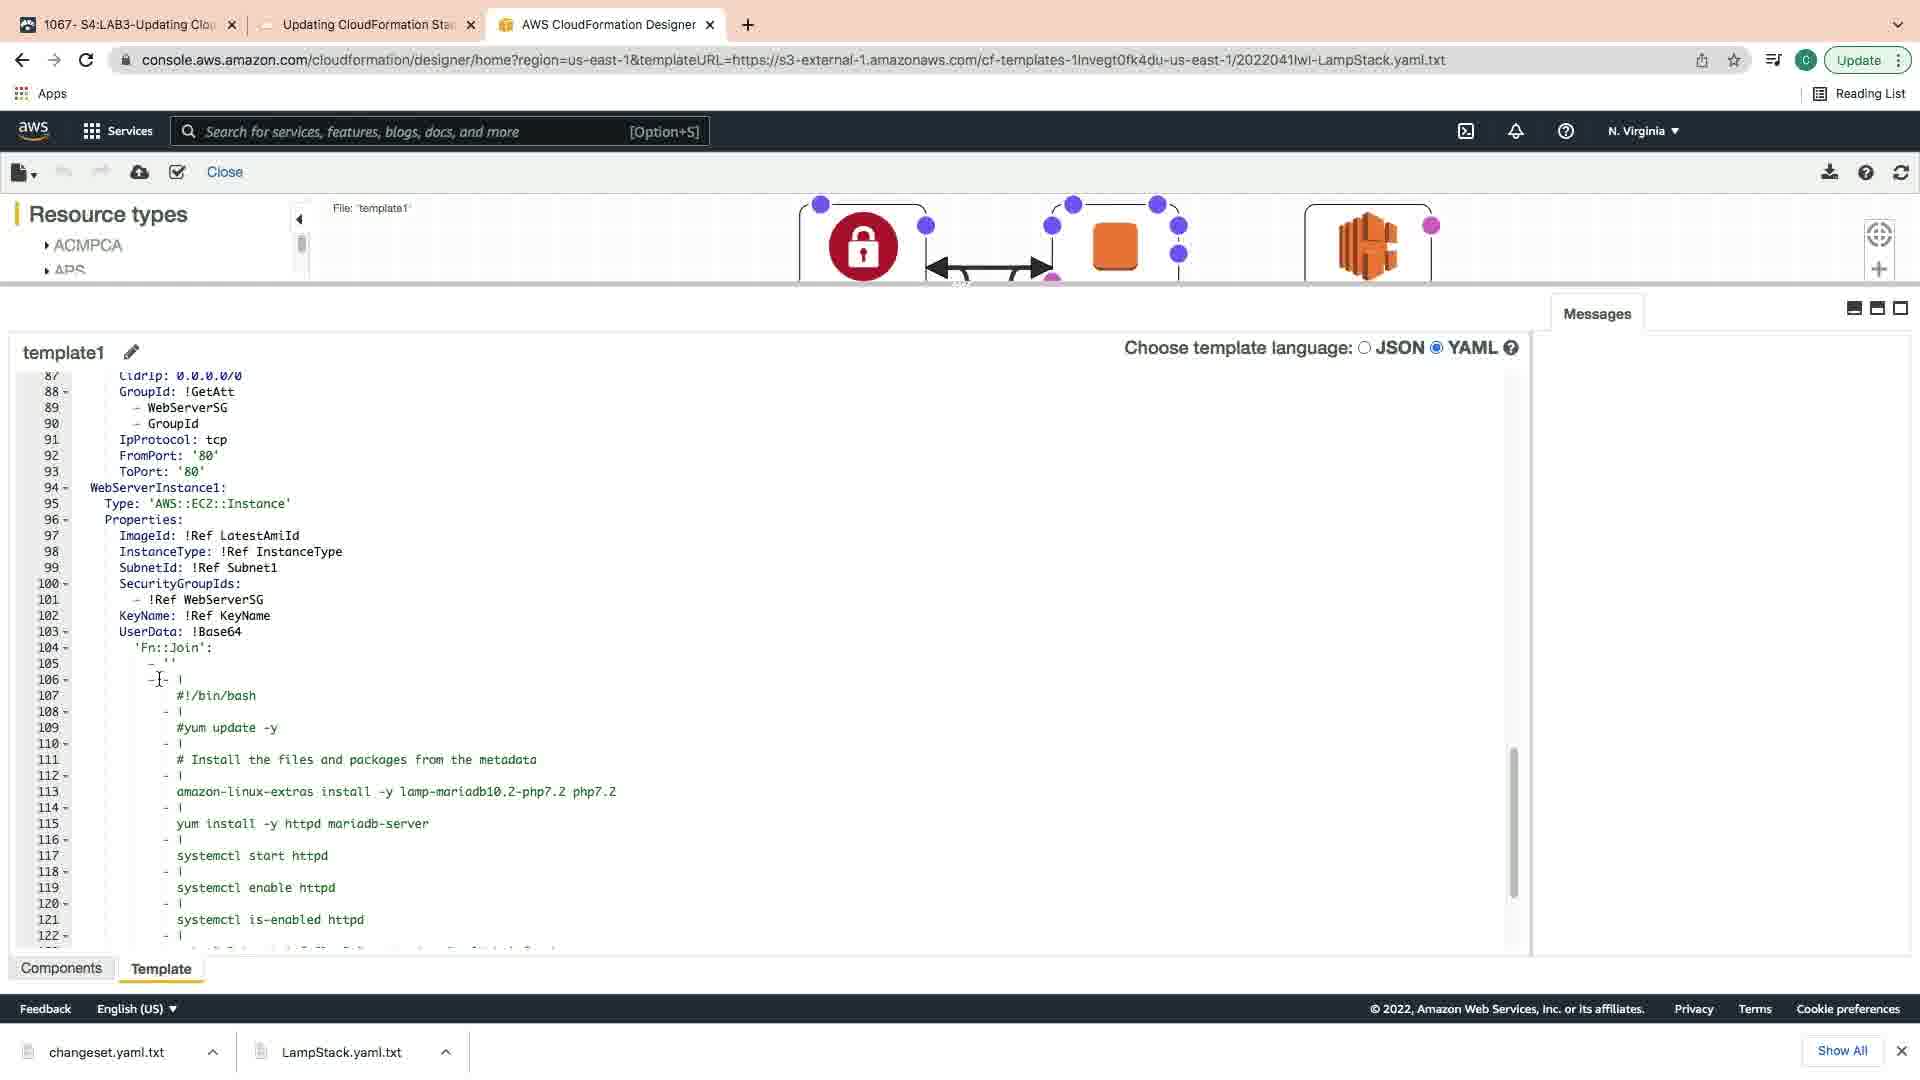 1067- S4:LAB3-Updating Clou
Updating CloudFormation Stac
AWS CloudFormation Designer
console.aws.amazon.com/cloudformation/designer/home?region=us-east-1&templateURL=https://s3-external-1.amazonaws.com/cf-templates-1lnvegt0fk4du-us-east-1/2022041lwI-LampStack.yaml.txt
C
Update
Apps
Reading List
aws
Services
Search for services, features, blogs, docs, and more
[Option+S]
N. Virginia
Close
Resource types
ACMPCA
APS
File: 'template1'
Messages
template1
Choose template language: JSON YAML
87 CidrIp: 0.0.0.0/0
88 GroupId: !GetAtt
89 - WebServerSG
90 - GroupId
91 IpProtocol: tcp
92 FromPort: '80'
93 ToPort: '80'
94 WebServerInstance1:
95 Type: 'AWS::EC2::Instance'
96 Properties:
97 ImageId: !Ref LatestAmiId
98 InstanceType: !Ref InstanceType
99 SubnetId: !Ref Subnet1
100 SecurityGroupIds:
101 - !Ref WebServerSG
102 KeyName: !Ref KeyName
103 UserData: !Base64
104 'Fn::Join':
105 - ''
106 - - |
107 #!/bin/bash
108 - |
109 #yum update -y
110 - |
111 # Install the files and packages from the metadata
112 - |
113 amazon-linux-extras install -y lamp-mariadb10.2-php7.2 php7.2
114 - |
115 yum install -y httpd mariadb-server
116 - |
117 systemctl start httpd
118 - |
119 systemctl enable httpd
120 - |
121 systemctl is-enabled httpd
122 - |
Components
Template
Feedback
English (US)
© 2022, Amazon Web Services, Inc. or its affiliates.
Privacy
Terms
Cookie preferences
changeset.yaml.txt
LampStack.yaml.txt
Show All